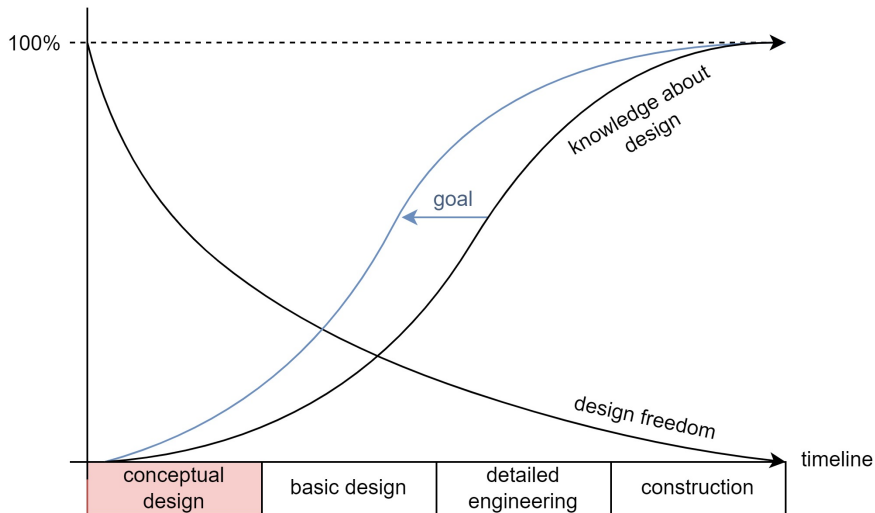 100%
knowledge about
design
goal
design freedom
timeline
conceptual
design
basic design
detailed
engineering
construction